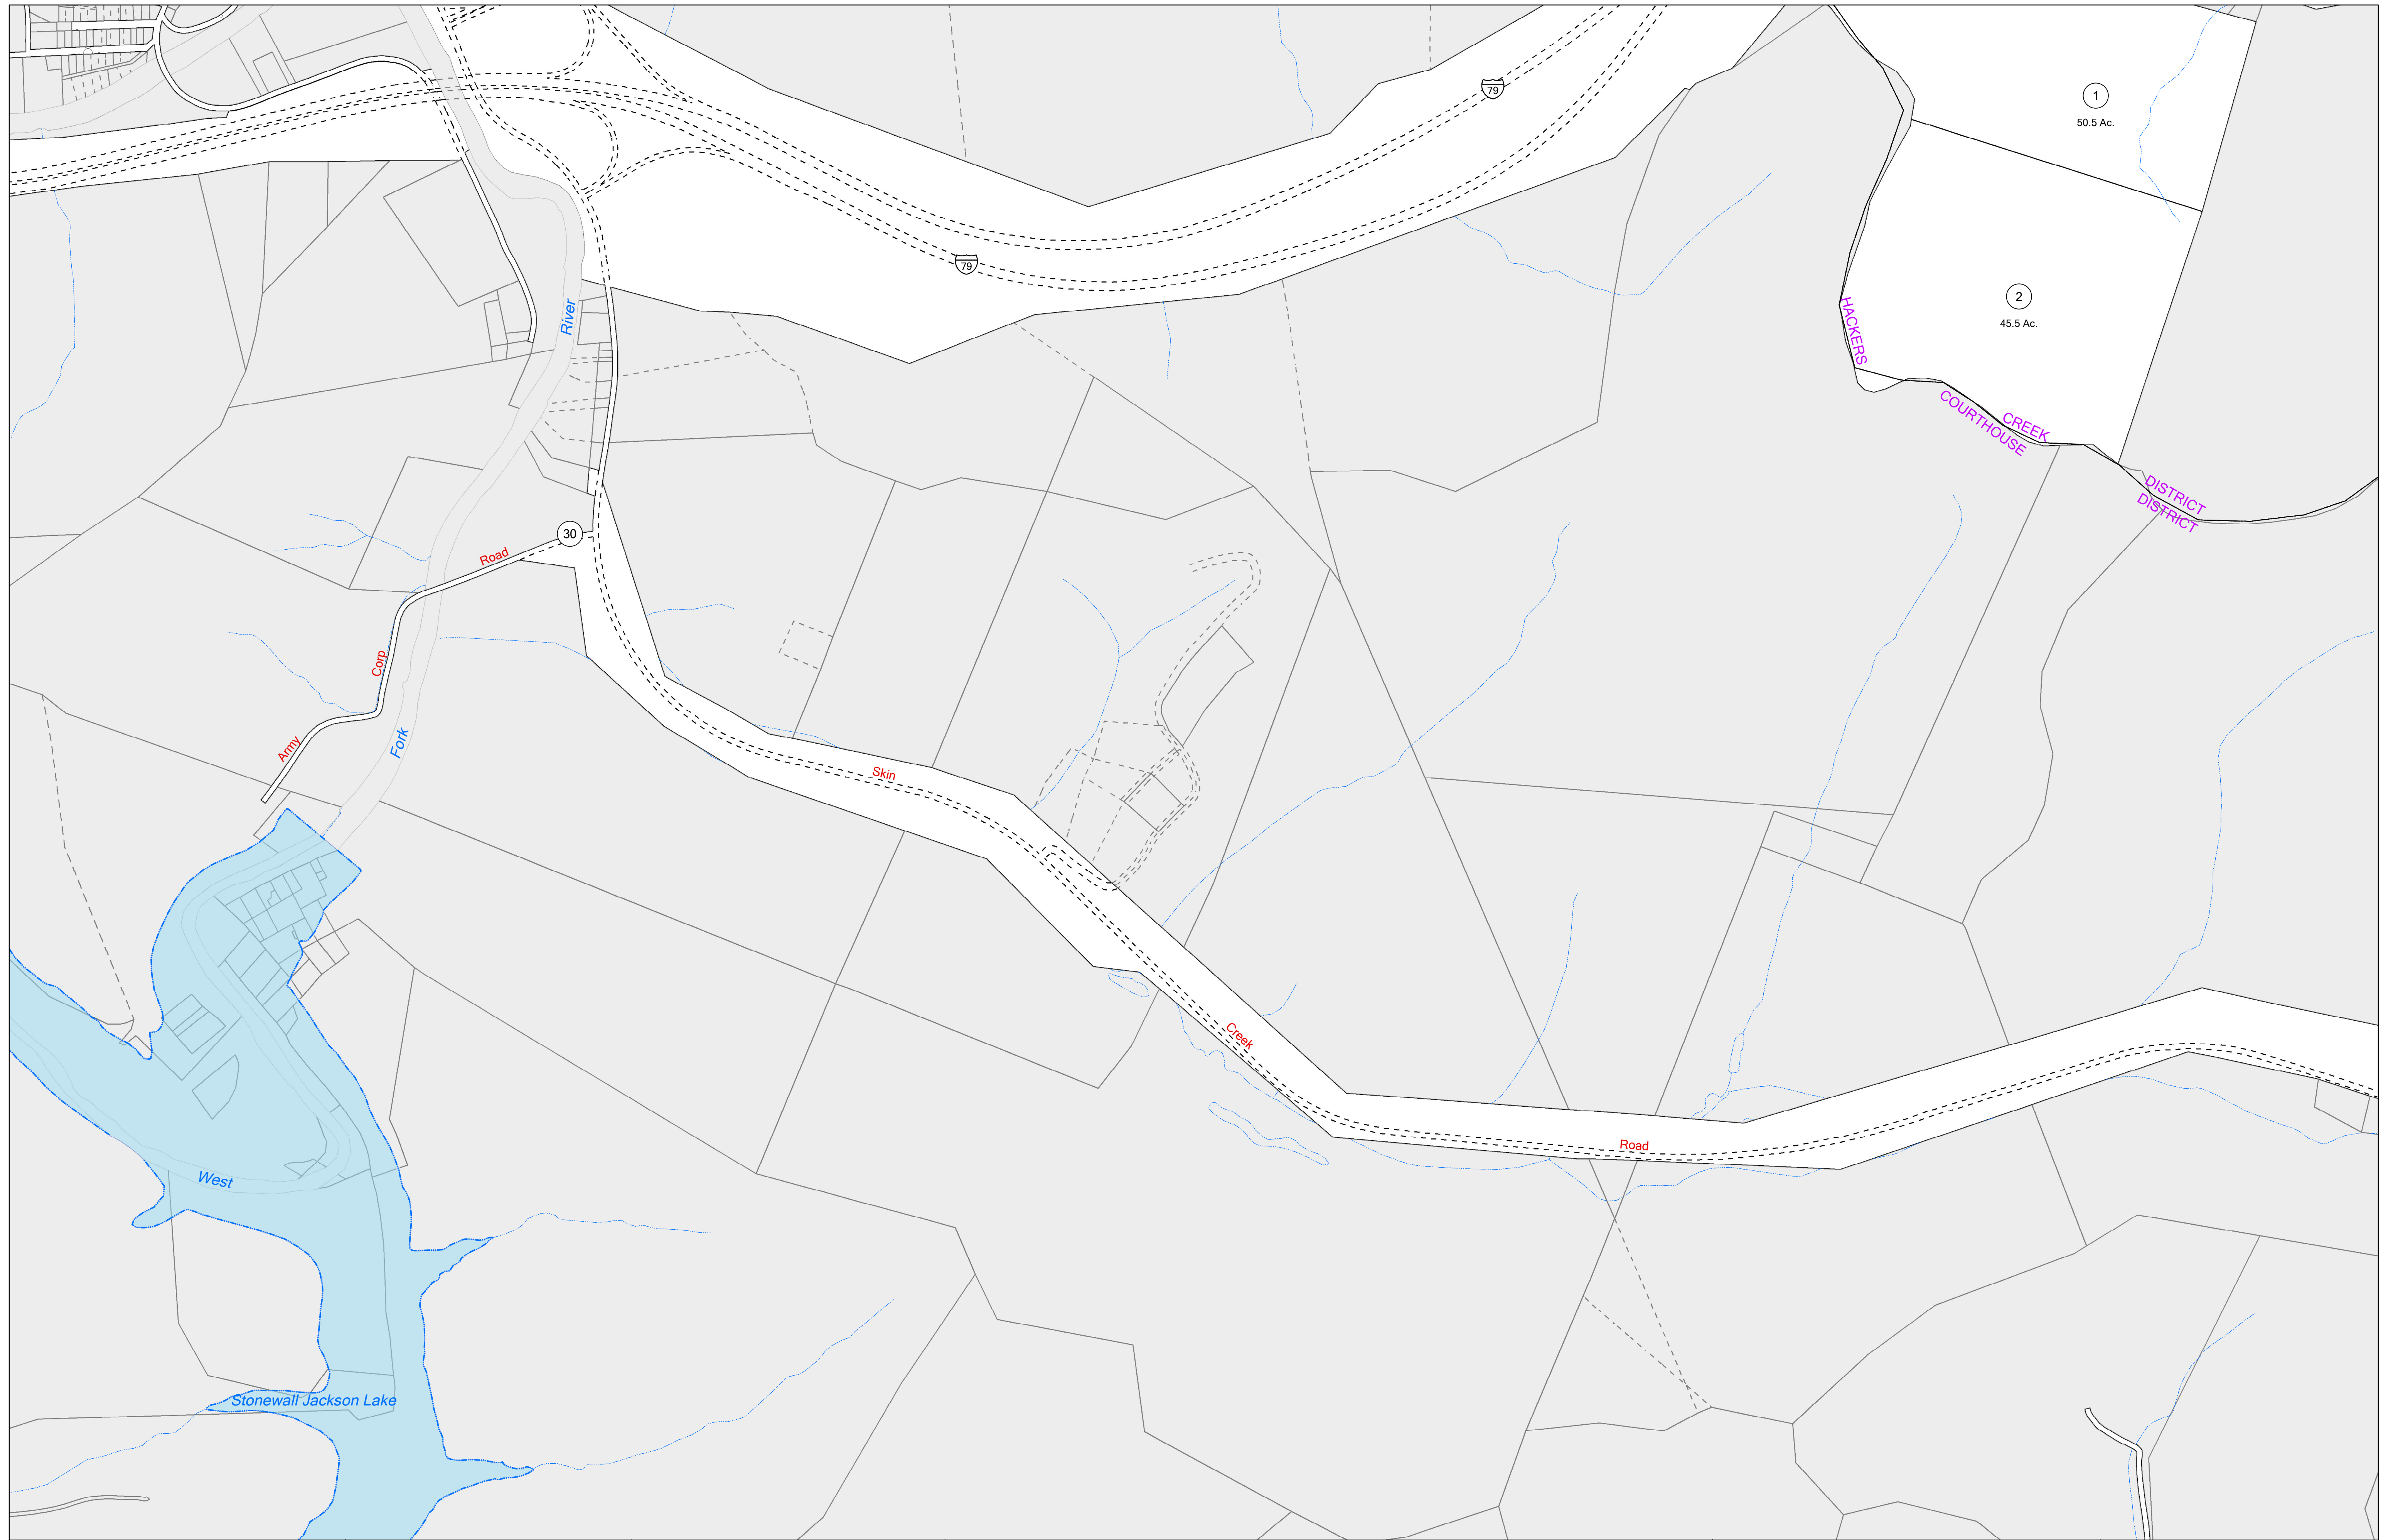 79
1
50.5 Ac.
79
2
45.5 Ac.
River
HACKERS
CREEK
DISTRICT
COURTHOUSE
DISTRICT
30
Army
Corp
Road
Fork
Skin
Creek
Road
West
Stonewall Jackson Lake